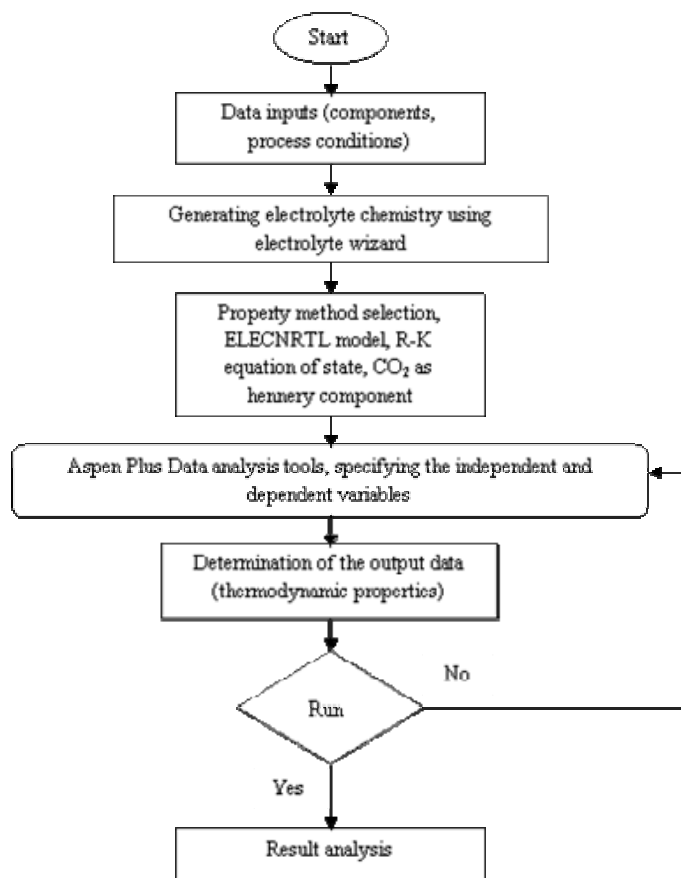 Start
Data inputs (components,
process conditions)
Generating electrolyte chemistry using
electrolyte wizard
Property method selection,
ELECNRTL model, R-K
equation of state, CO₂ as
hennery component
Aspen Plus Data analysis tools, specifying the independent and
dependent variables
Determination of the output data
(thermodynamic properties)
No
Run
Yes
Result analysis